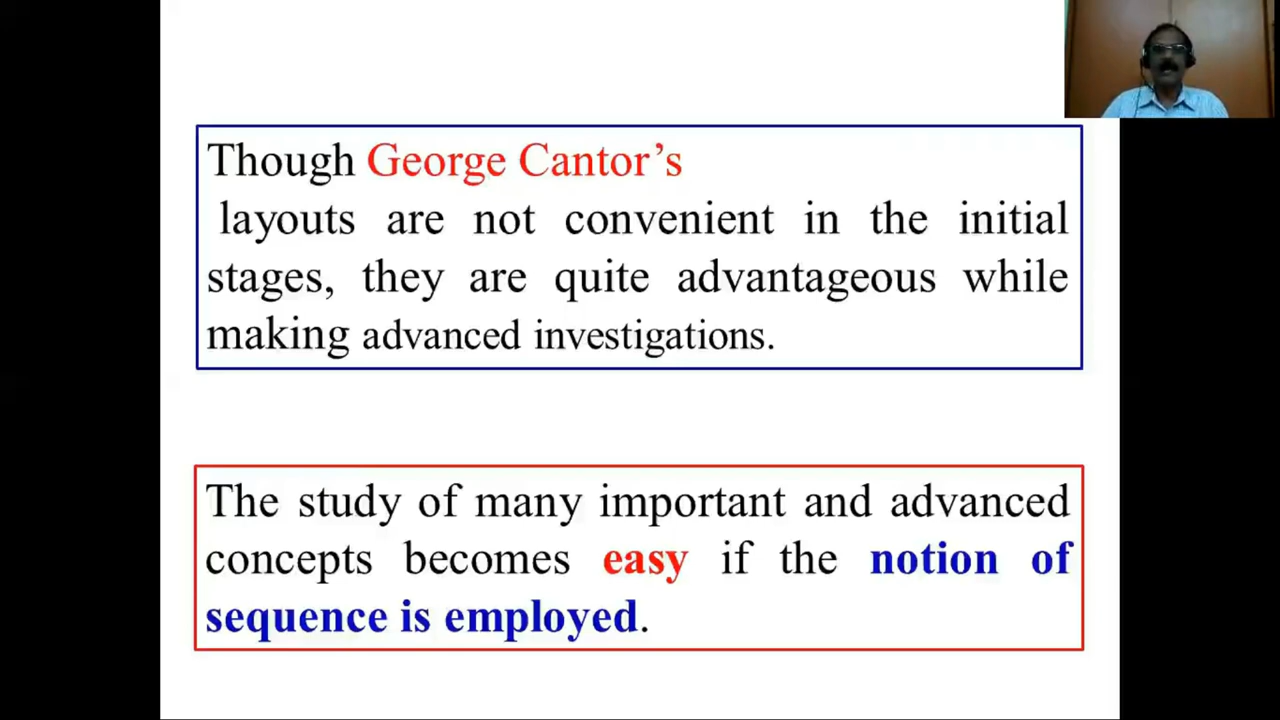 Though George Cantor’s
layouts are not convenient in the initial
stages, they are quite advantageous while
making advanced investigations.
The study of many important and advanced
concepts becomes easy if the notion of
sequence is employed.